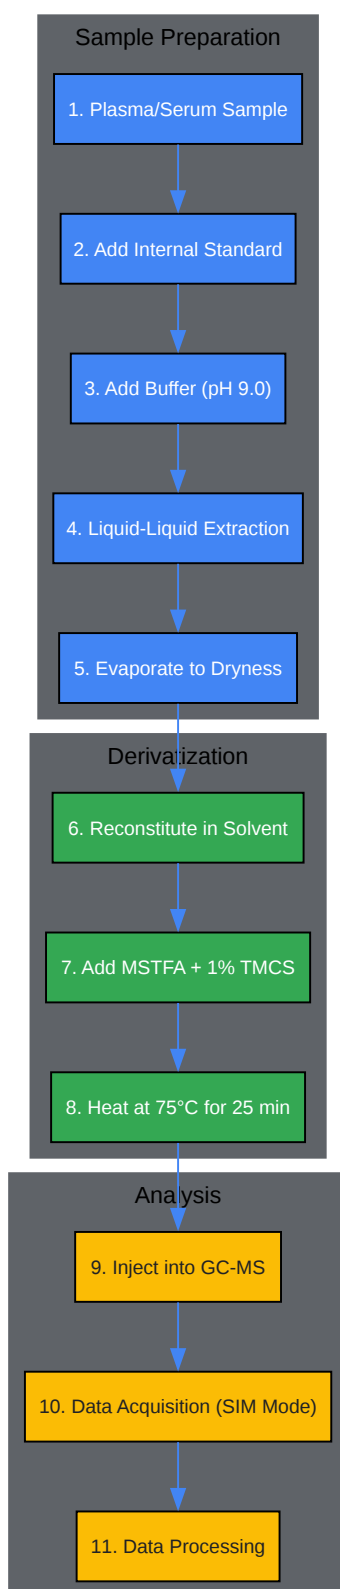 Sample Preparation
1. Plasma/Serum Sample
2. Add Internal Standard
3. Add Buffer (pH 9.0)
4. Liquid-Liquid Extraction
5. Evaporate to Dryness
Derivatization
6. Reconstitute in Solvent
7. Add MSTFA + 1% TMCS
8. Heat at 75°C for 25 min
Analysis
9. Inject into GC-MS
10. Data Acquisition (SIM Mode)
11. Data Processing